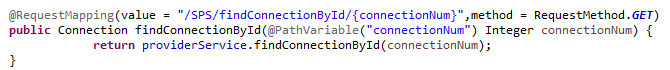 @RequestMapping(value = "/SPS/findConnectionById/{connectionNum}",method = RequestMethod.GET)
public Connection findConnectionById(@PathVariable("connectionNum") Integer connectionNum) {
return providerService.findConnectionById(connectionNum);
}